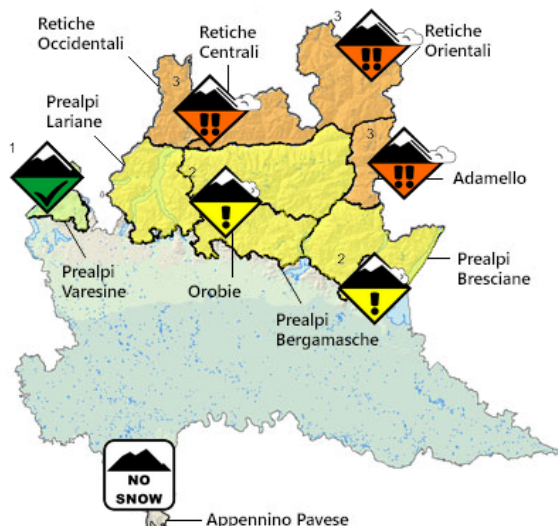 3
Retiche
Occidentali
Retiche
Centrali
Retiche
Orientali
3
Prealpi
Lariane
1
3
2
Adamello
Prealpi
Varesine
Orobie
2
Prealpi
Bresciane
Prealpi
Bergamasche
NO
SNOW
Appennino Pavese